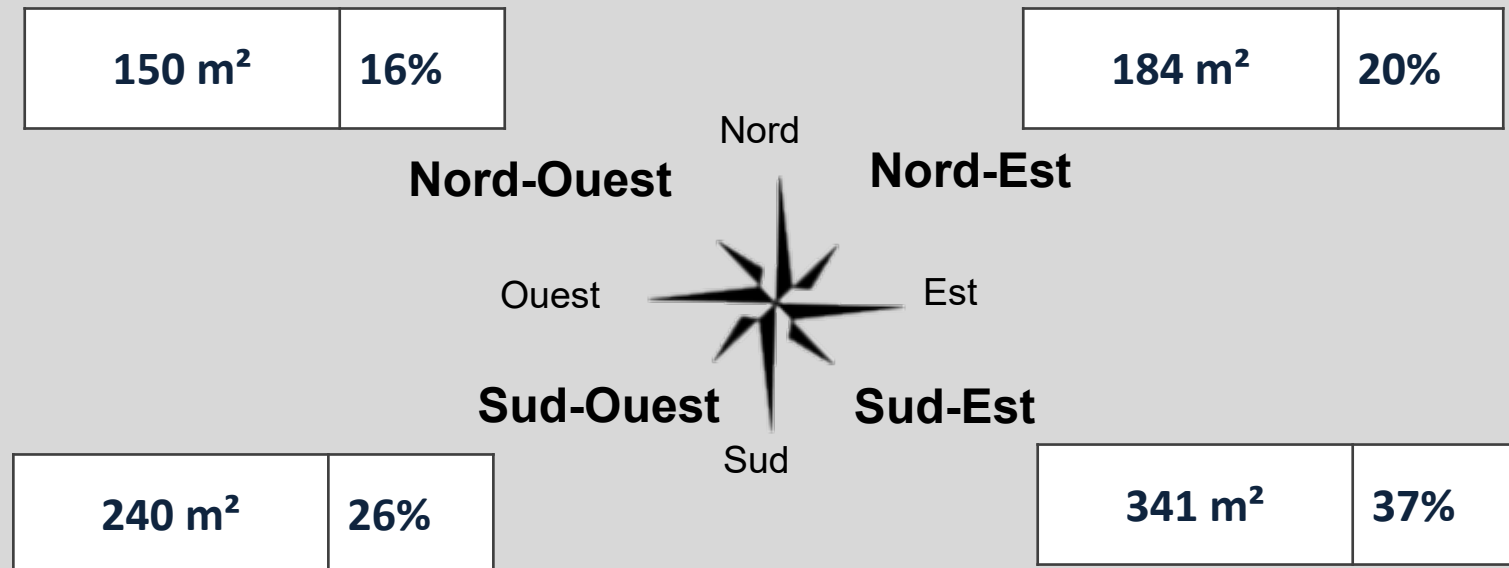 150 m² 16%
184 m² 20%
Nord
Nord-Ouest
Nord-Est
Ouest
Est
Sud-Ouest
Sud-Est
Sud
240 m² 26%
341 m² 37%